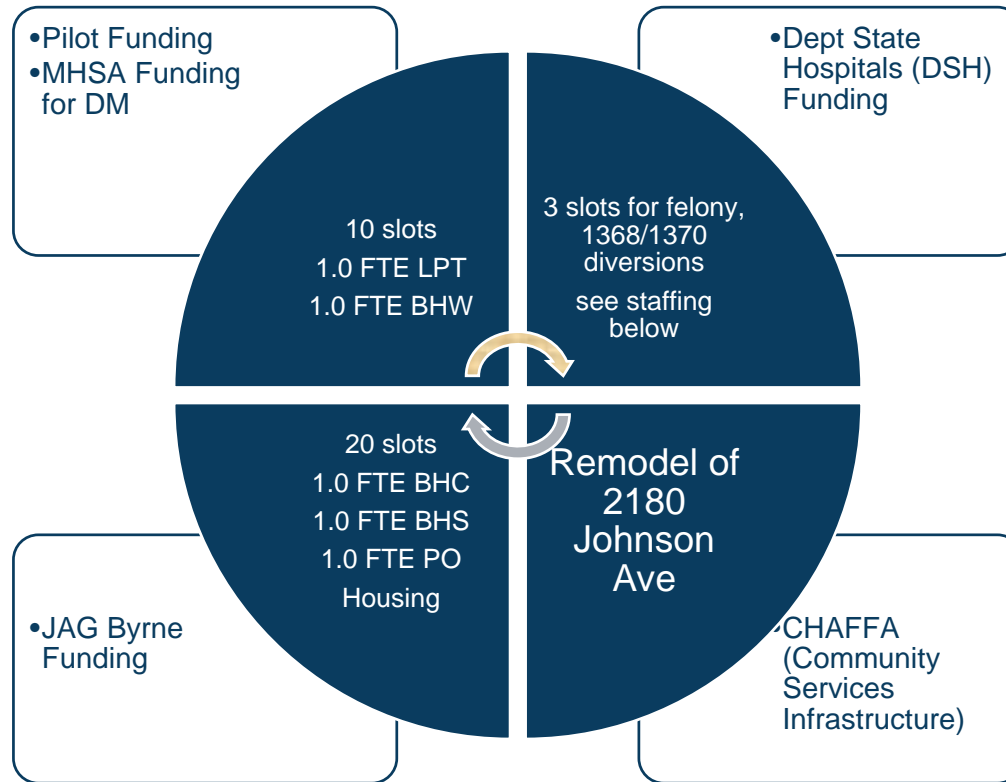 •Pilot Funding
•MHSA Funding
for DM
•Dept State
Hospitals (DSH)
Funding
10 slots
1.0 FTE LPT
1.0 FTE BHW
3 slots for felony,
1368/1370
diversions
see staffing
below
20 slots
1.0 FTE BHC
1.0 FTE BHS
1.0 FTE PO
Housing
Remodel of
2180
Johnson
Ave
•JAG Byrne
Funding
•CHAFFA
(Community
Services
Infrastructure)